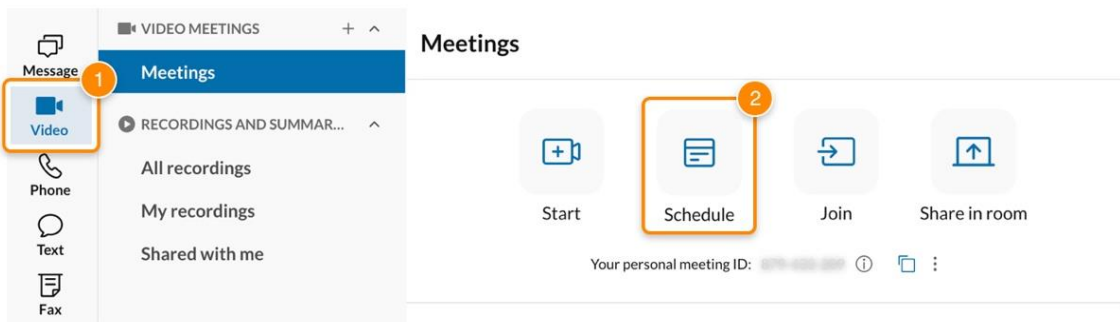 Message
1
Video
Phone
Text
Fax
VIDEO MEETINGS
Meetings
RECORDINGS AND SUMMAR...
All recordings
My recordings
Shared with me
Meetings
2
Start
Schedule
Join
Share in room
Your personal meeting ID: